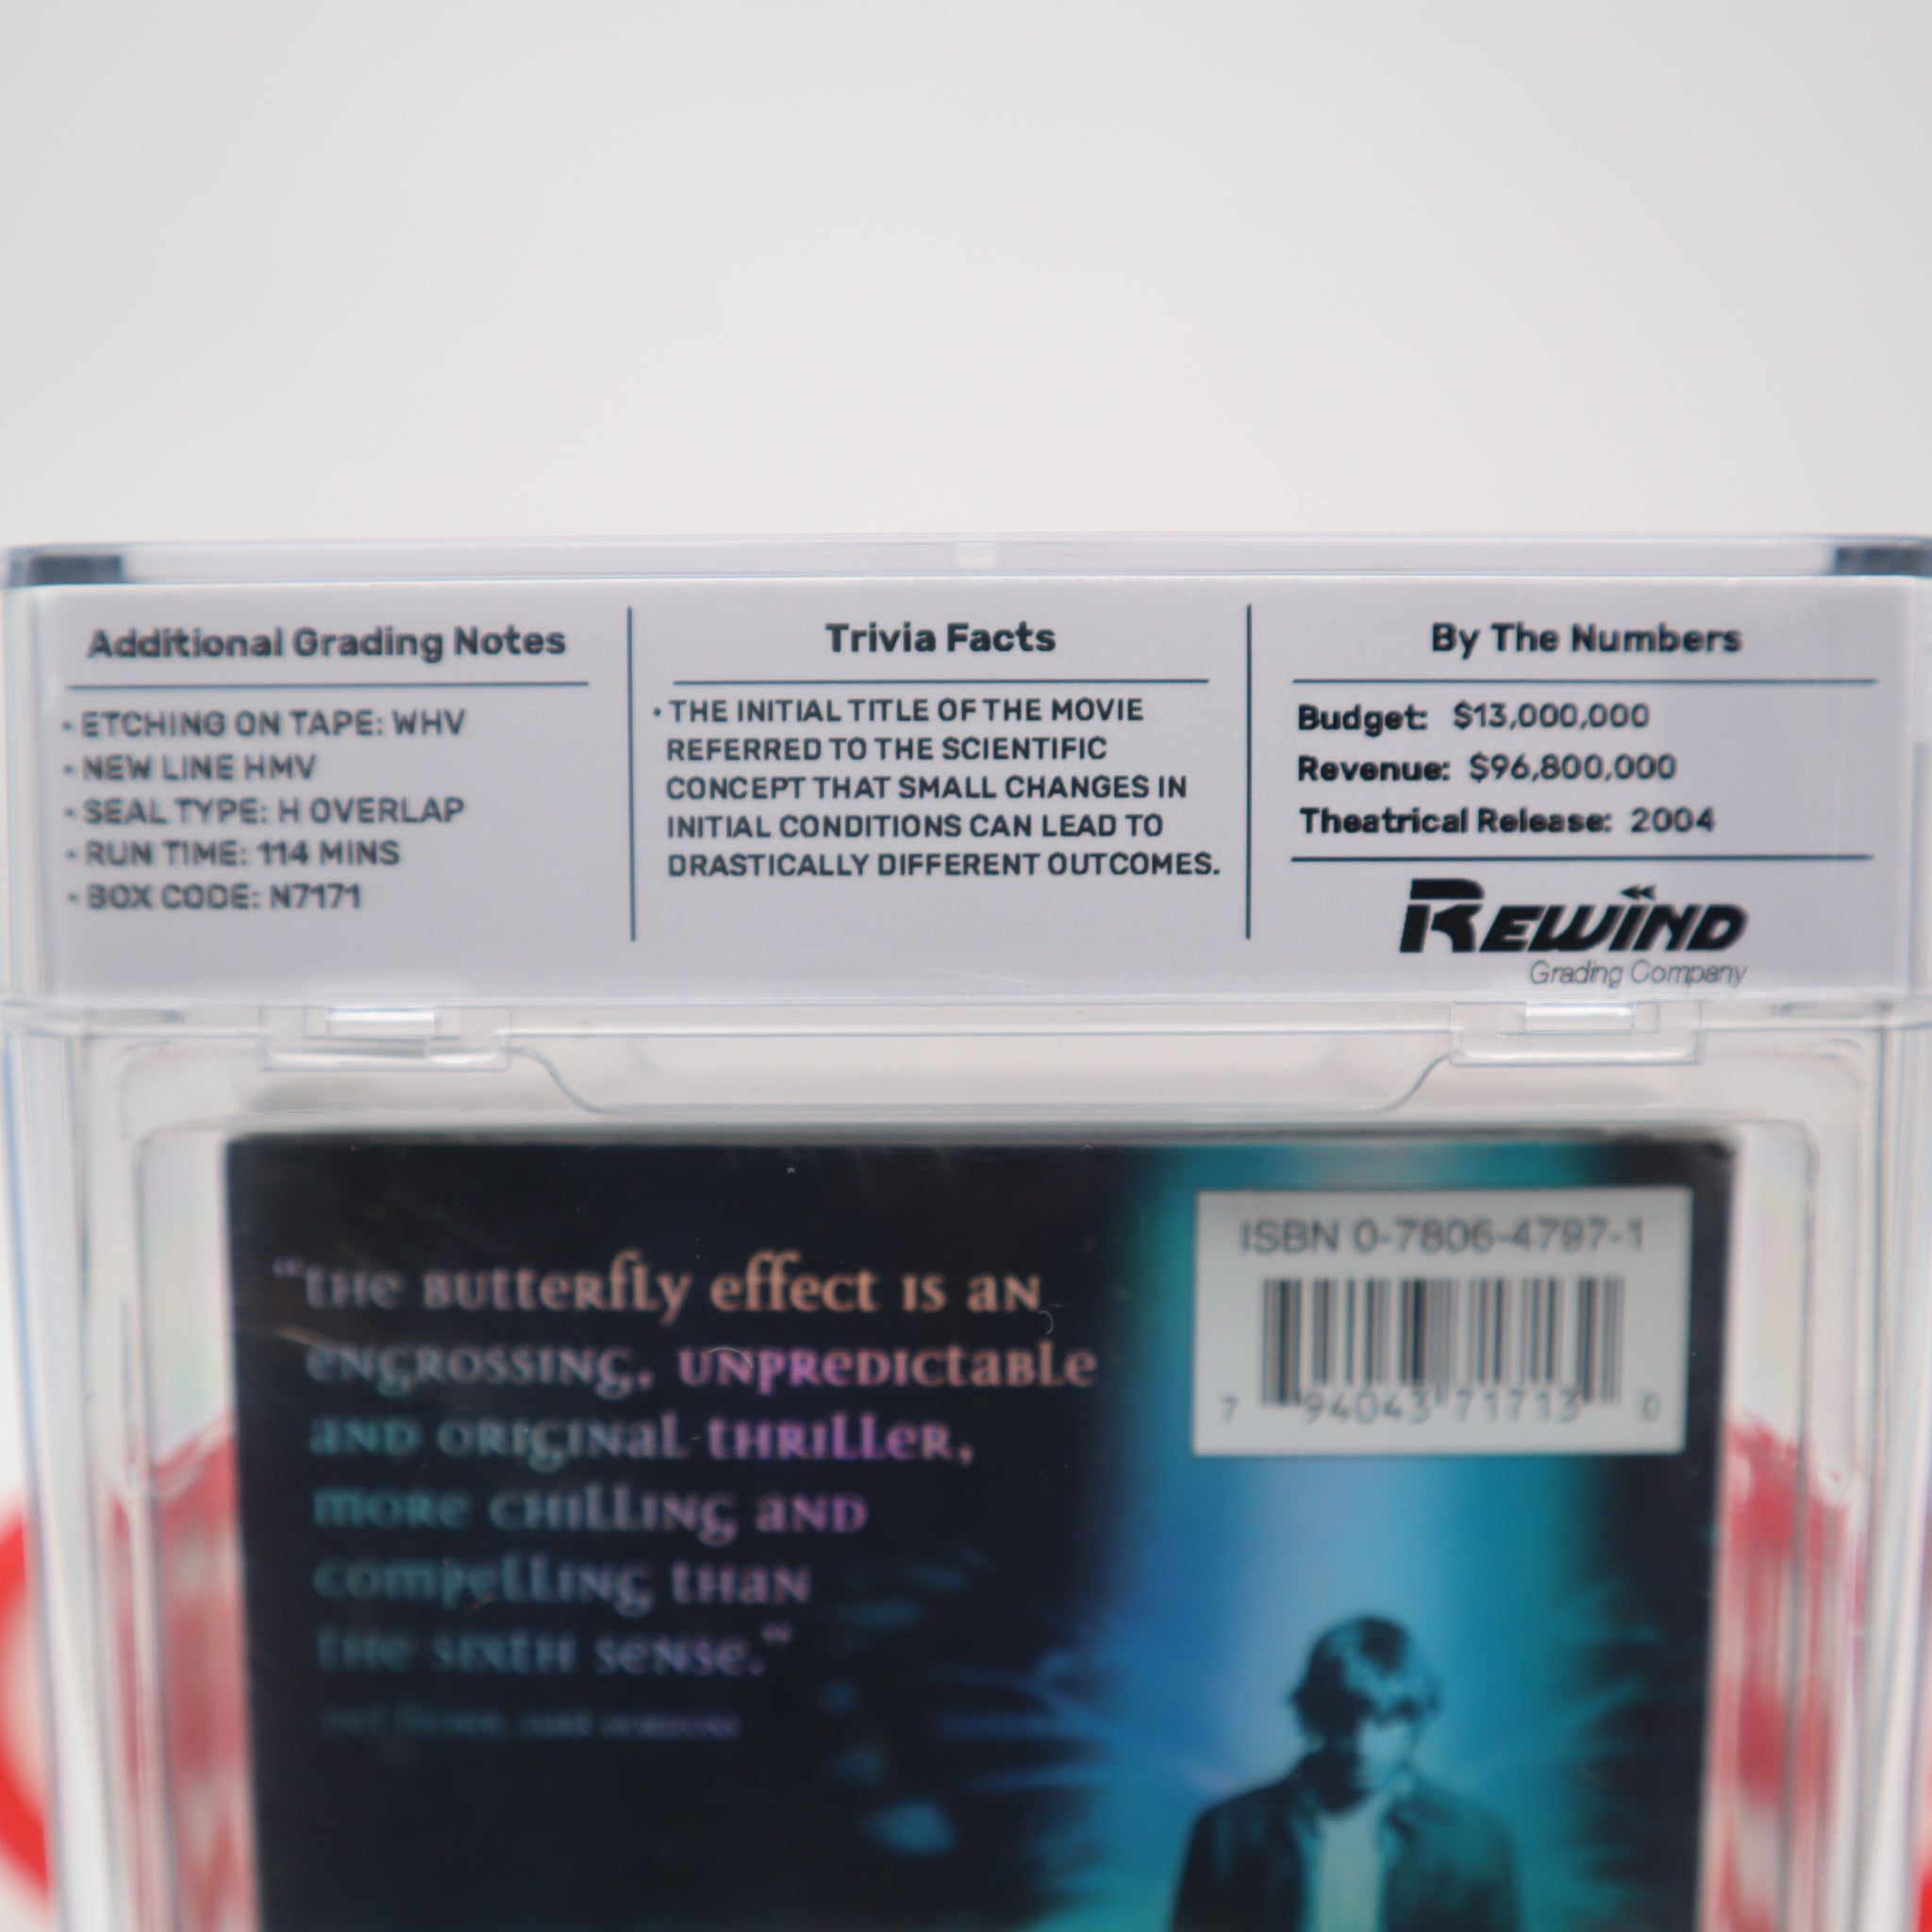 Additional Grading Notes
· ETCHING ON TAPE: WHV
· NEW LINE HMV
· SEAL TYPE: H OVERLAP
· RUN TIME: 114 MINS
· BOX CODE: N7171
Trivia Facts
· THE INITIAL TITLE OF THE MOVIE
REFERRED TO THE SCIENTIFIC
CONCEPT THAT SMALL CHANGES IN
INITIAL CONDITIONS CAN LEAD TO
DRASTICALLY DIFFERENT OUTCOMES.
By The Numbers
Budget: $13,000,000
Revenue: $96,800,000
Theatrical Release: 2004
REWIND
Grading Company
"THE BUTTERFLY EFFECT IS AN
ENGROSSING, UNPREDICTABLE
AND ORIGINAL THRILLER,
MORE CHILLING AND
COMPELLING THAN
THE SIXTH SENSE."
ISBN 0-7806-4797-1
7 94043 71713 0